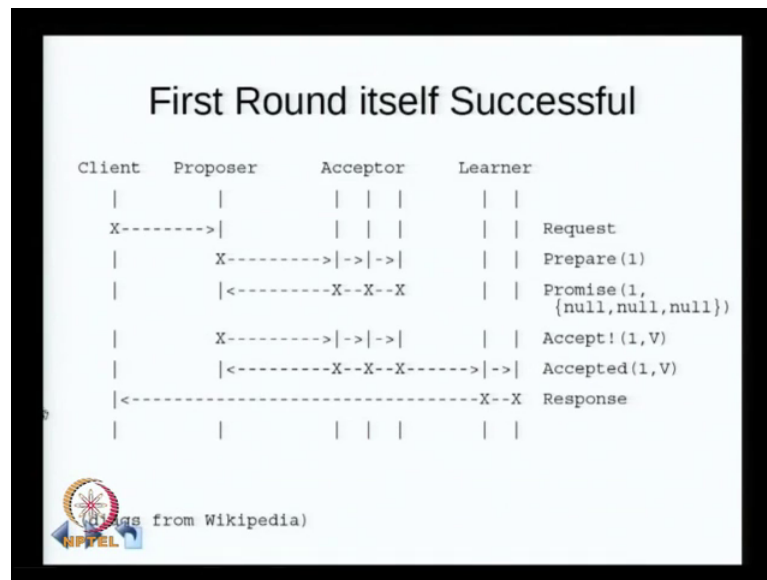 First Round itself Successful
Client Proposer Acceptor Learner
| | | | | | |
X-------->| | | | | | Request
| X--------->|->|->| | | Prepare(1)
| |<---------X--X--X | | Promise(1,
{null,null,null})
| X--------->|->|->| | | Accept!(1,V)
| |<---------X--X--X------>|->| Accepted(1,V)
|<---------------------------------X--X Response
| | | | | | |
from Wikipedia)
NPTEL